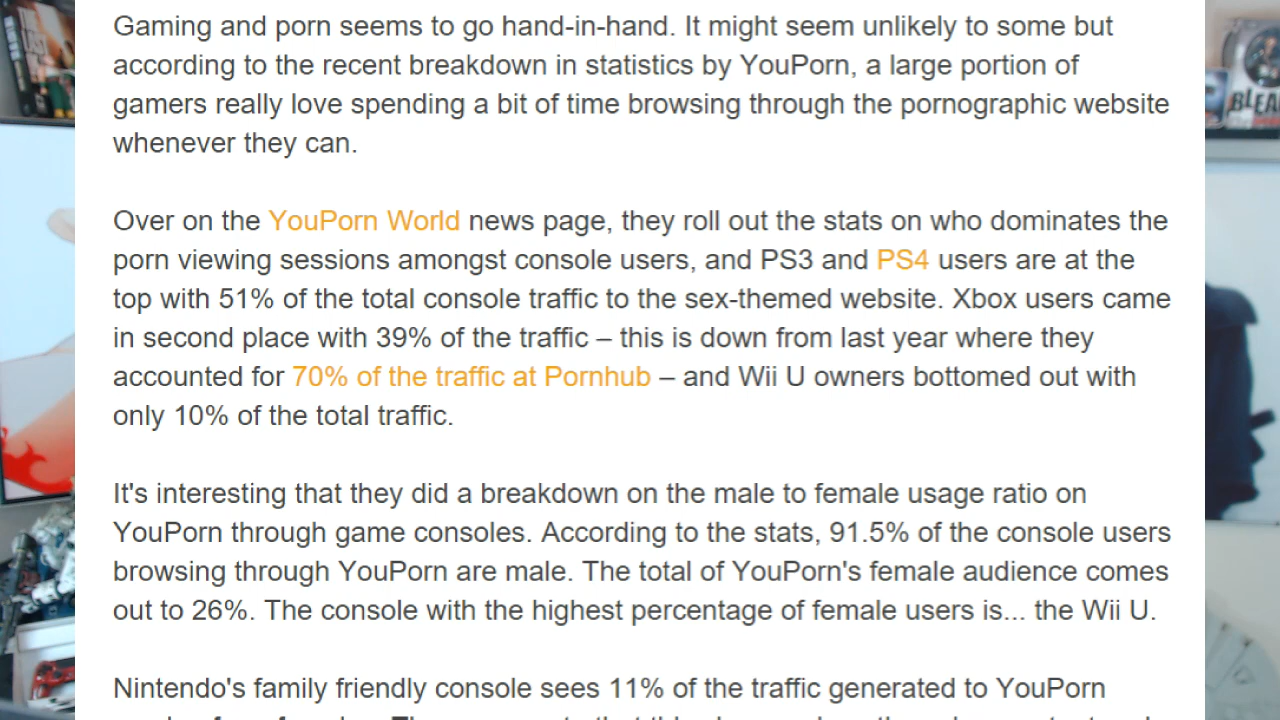 Gaming and porn seems to go hand-in-hand. It might seem unlikely to some but
according to the recent breakdown in statistics by YouPorn, a large portion of
gamers really love spending a bit of time browsing through the pornographic website
whenever they can.
Over on the YouPorn World news page, they roll out the stats on who dominates the
porn viewing sessions amongst console users, and PS3 and PS4 users are at the
top with 51% of the total console traffic to the sex-themed website. Xbox users came
in second place with 39% of the traffic – this is down from last year where they
accounted for 70% of the traffic at Pornhub – and Wii U owners bottomed out with
only 10% of the total traffic.
It's interesting that they did a breakdown on the male to female usage ratio on
YouPorn through game consoles. According to the stats, 91.5% of the console users
browsing through YouPorn are male. The total of YouPorn's female audience comes
out to 26%. The console with the highest percentage of female users is... the Wii U.
Nintendo's family friendly console sees 11% of the traffic generated to YouPorn